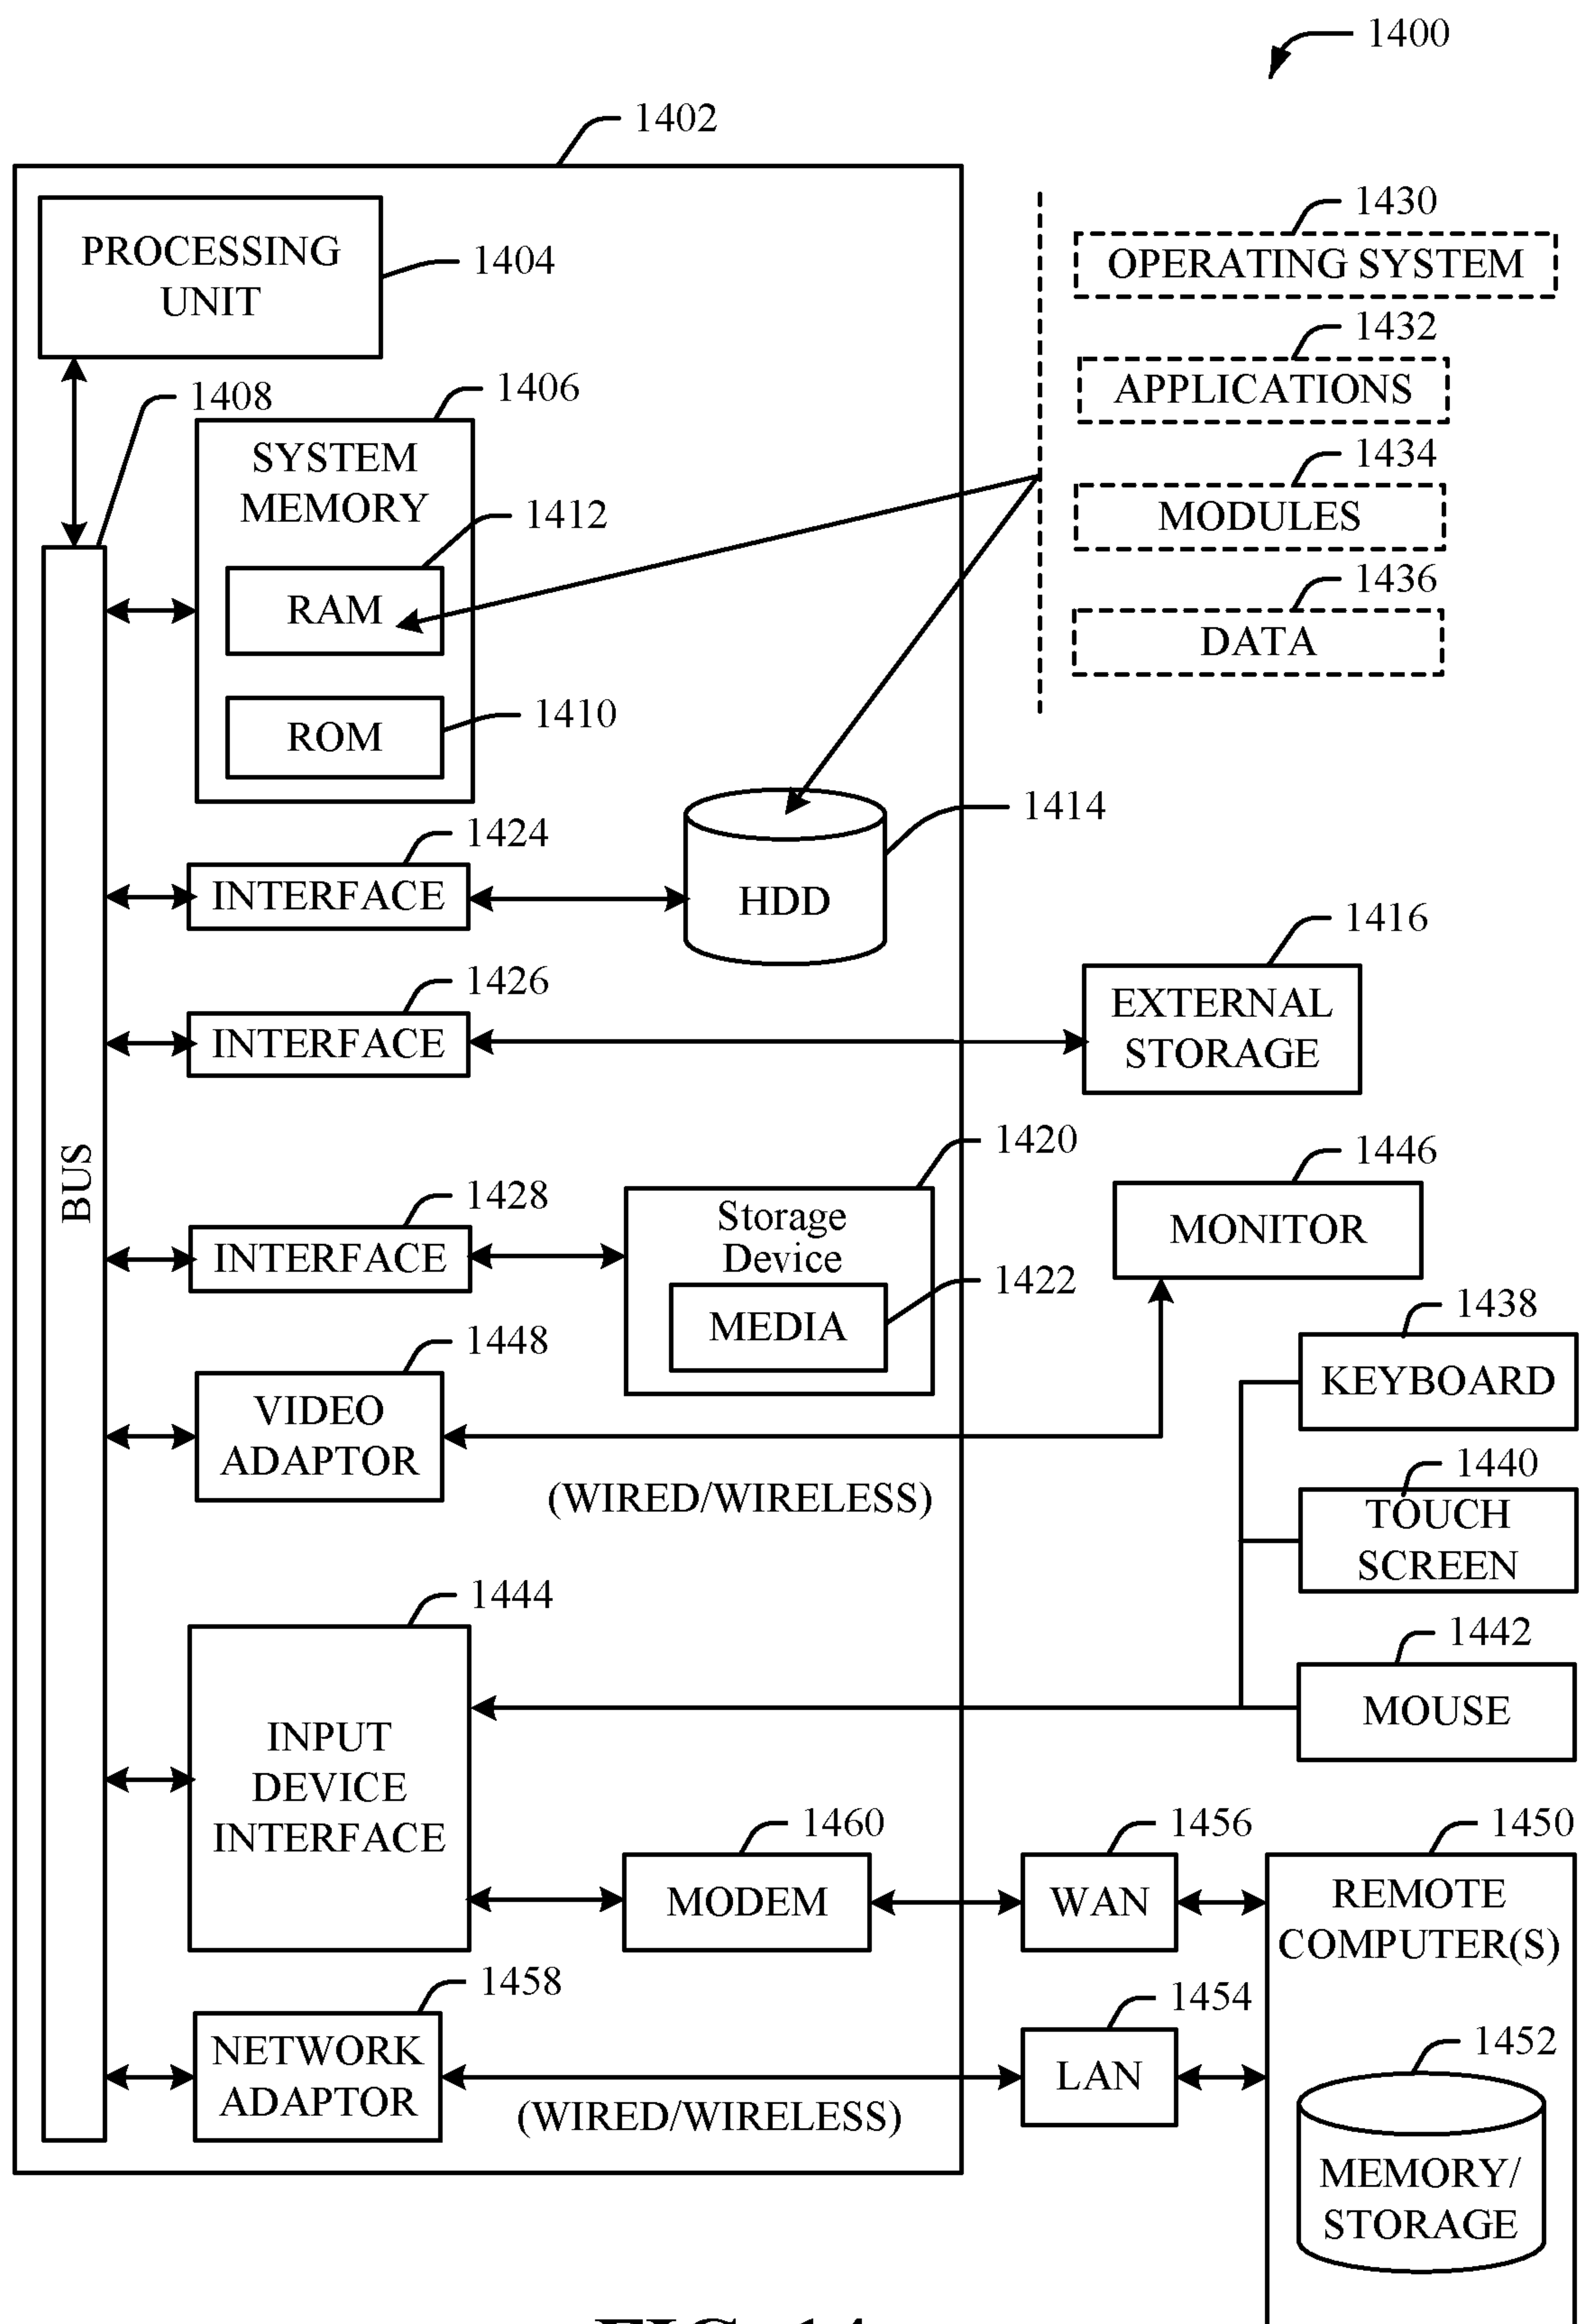 1400
1402
PROCESSING
UNIT
1404
1430
OPERATING SYSTEM
1432
APPLICATIONS
1434
MODULES
1436
DATA
1408
1406
SYSTEM
MEMORY
1412
RAM
1410
ROM
1414
HDD
1424
INTERFACE
1416
EXTERNAL
STORAGE
1426
INTERFACE
BUS
1420
Storage
Device
1422
MEDIA
1428
INTERFACE
1446
MONITOR
1448
VIDEO
ADAPTOR
(WIRED/WIRELESS)
1438
KEYBOARD
1440
TOUCH
SCREEN
1442
MOUSE
1444
INPUT
DEVICE
INTERFACE
1460
MODEM
1456
WAN
1450
REMOTE
COMPUTER(S)
1458
NETWORK
ADAPTOR
(WIRED/WIRELESS)
1454
LAN
1452
MEMORY/
STORAGE